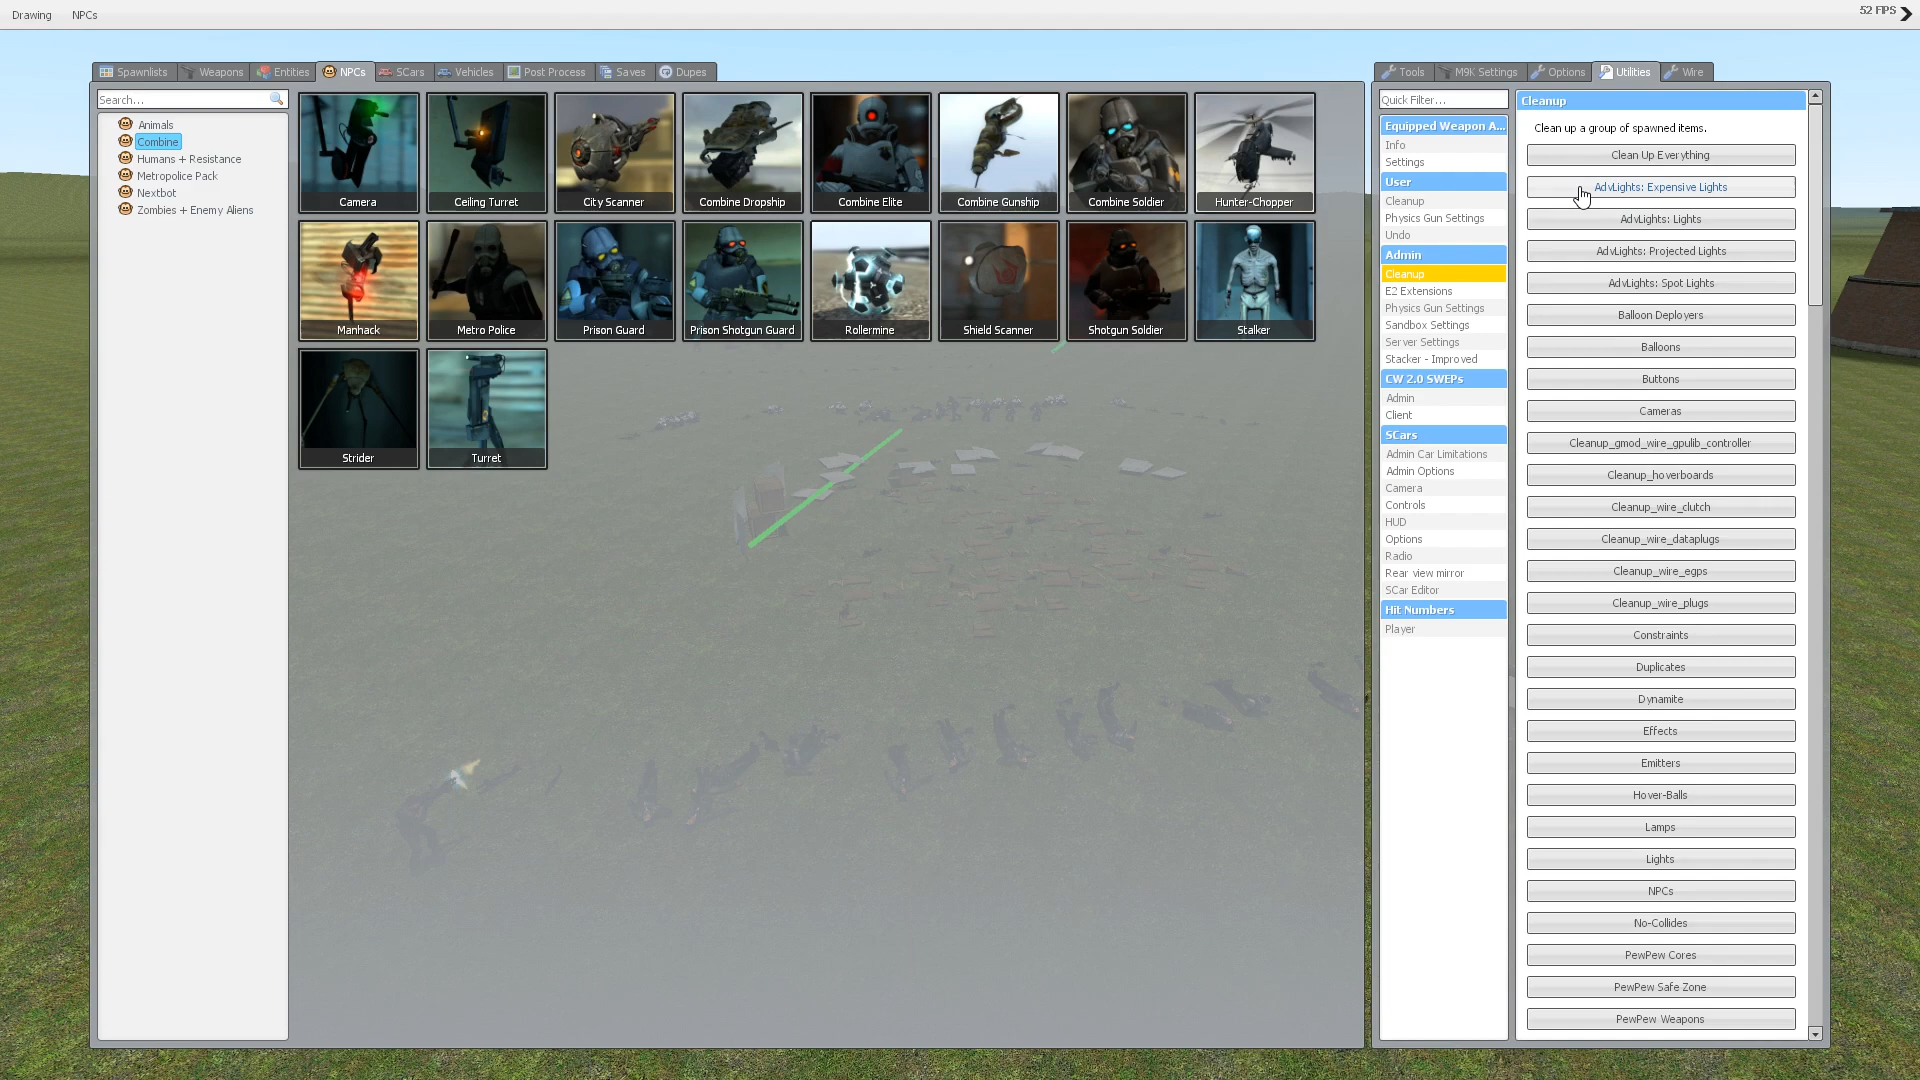 Drawing NPCs
52 FPS
Spawnlists Weapons Entities NPCs SCars Vehicles Post Process Saves Dupes
Tools M9K Settings Options Utilities Wire
Search...
Animals
Combine
Humans + Resistance
Metropolice Pack
Nextbot
Zombies + Enemy Aliens
Camera Ceiling Turret City Scanner Combine Dropship Combine Elite Combine Gunship Combine Soldier Hunter-Chopper
Manhack Metro Police Prison Guard Prison Shotgun Guard Rollermine Shield Scanner Shotgun Soldier Stalker
Strider Turret
Quick Filter...
Equipped Weapon A...
Info
Settings
User
Cleanup
Physics Gun Settings
Undo
Admin
Cleanup
E2 Extensions
Physics Gun Settings
Sandbox Settings
Server Settings
Stacker - Improved
CW 2.0 SWEPs
Admin
Client
SCars
Admin Car Limitations
Admin Options
Camera
Controls
HUD
Options
Radio
Rear view mirror
SCar Editor
Hit Numbers
Player
Cleanup
Clean up a group of spawned items.
Clean Up Everything
AdvLights: Expensive Lights
AdvLights: Lights
AdvLights: Projected Lights
AdvLights: Spot Lights
Balloon Deployers
Balloons
Buttons
Cameras
Cleanup_gmod_wire_gpulib_controller
Cleanup_hoverboards
Cleanup_wire_clutch
Cleanup_wire_dataplugs
Cleanup_wire_egps
Cleanup_wire_plugs
Constraints
Duplicates
Dynamite
Effects
Emitters
Hover-Balls
Lamps
Lights
NPCs
No-Collides
PewPew Cores
PewPew Safe Zone
PewPew Weapons